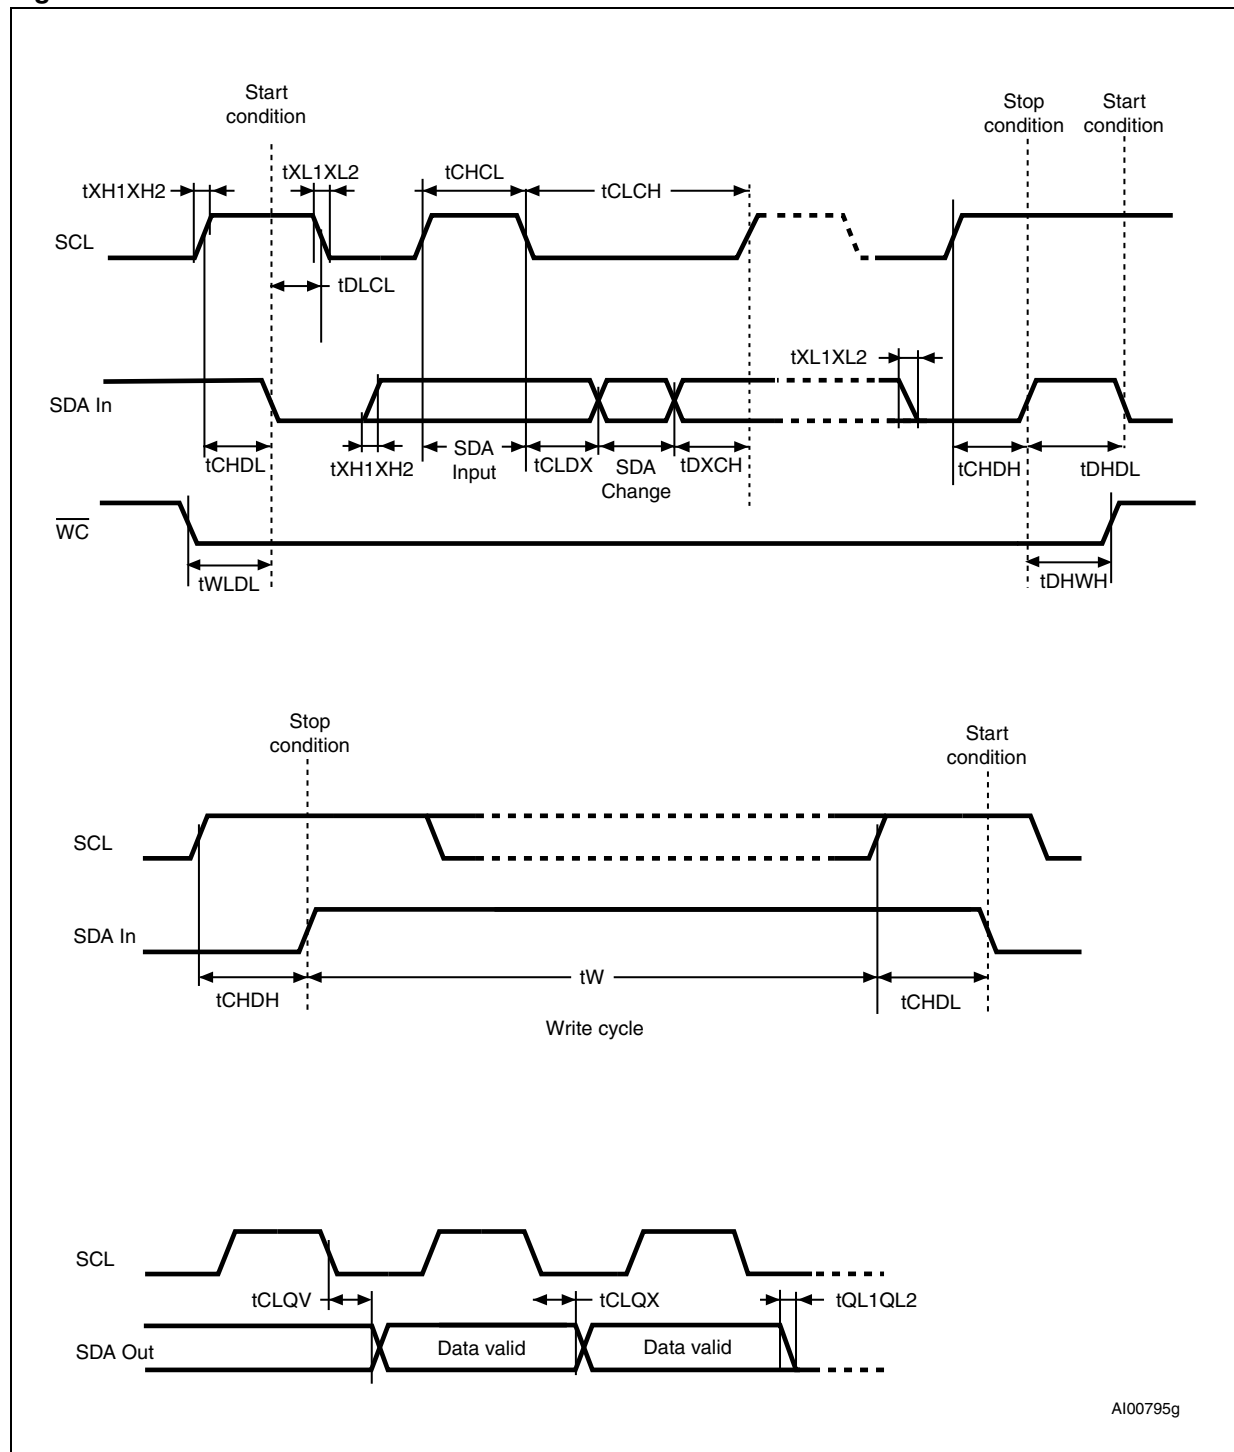 Start
condition
Stop
condition
Start
condition
tXH1XH2
tXL1XL2
tCHCL
tCLCH
SCL
tDLCL
tXL1XL2
SDA In
tCHDL
tXH1XH2
SDA
Input
tCLDX
SDA
Change
tDXCH
tCHDH
tDHDL
WC
tWLDL
tDHWH
Stop
condition
Start
condition
SCL
SDA In
tCHDH
tW
tCHDL
Write cycle
SCL
tCLQV
tCLQX
tQL1QL2
SDA Out
Data valid
Data valid
AI00795g